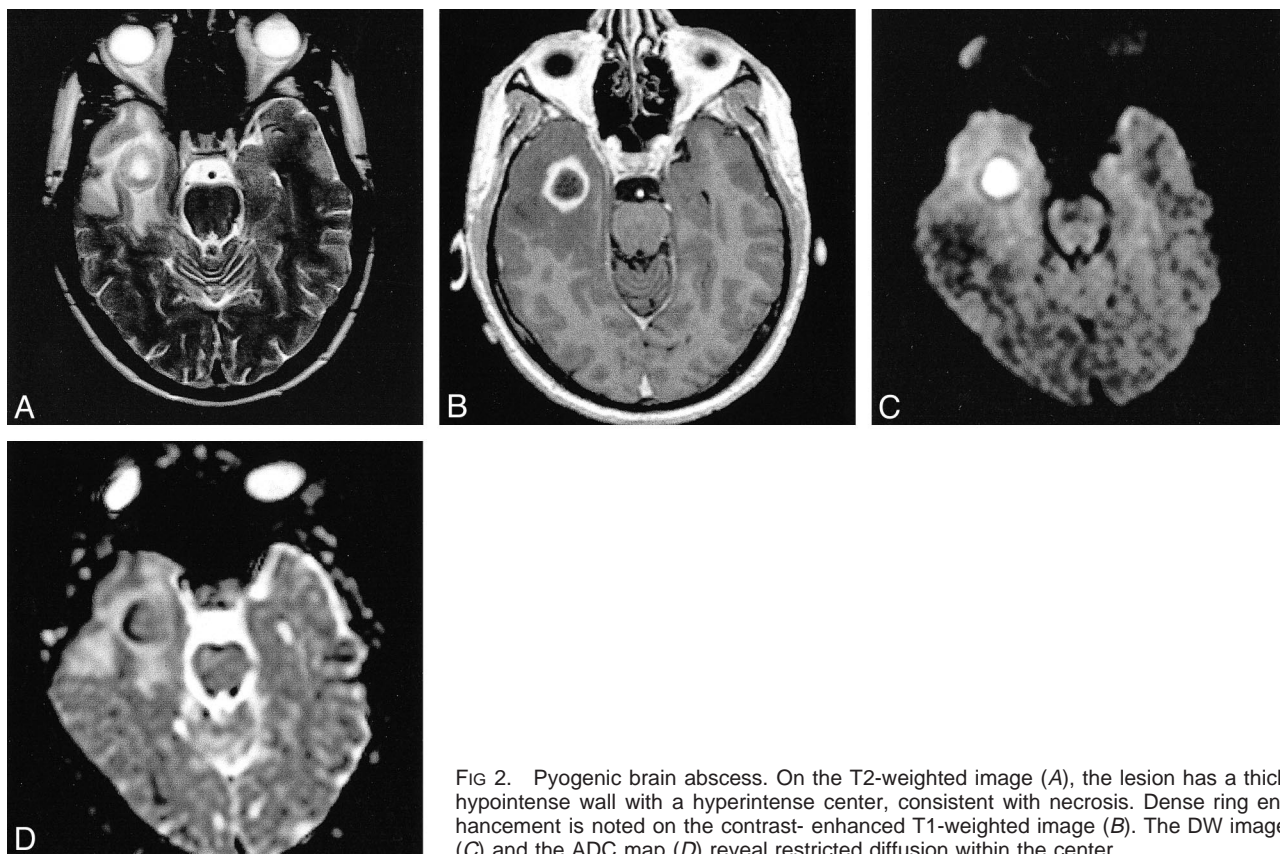 A
B
C
D
FIG 2. Pyogenic brain abscess. On the T2-weighted image (A), the lesion has a thick
hypointense wall with a hyperintense center, consistent with necrosis. Dense ring en-
hancement is noted on the contrast- enhanced T1-weighted image (B). The DW image
(C) and the ADC map (D) reveal restricted diffusion within the center.